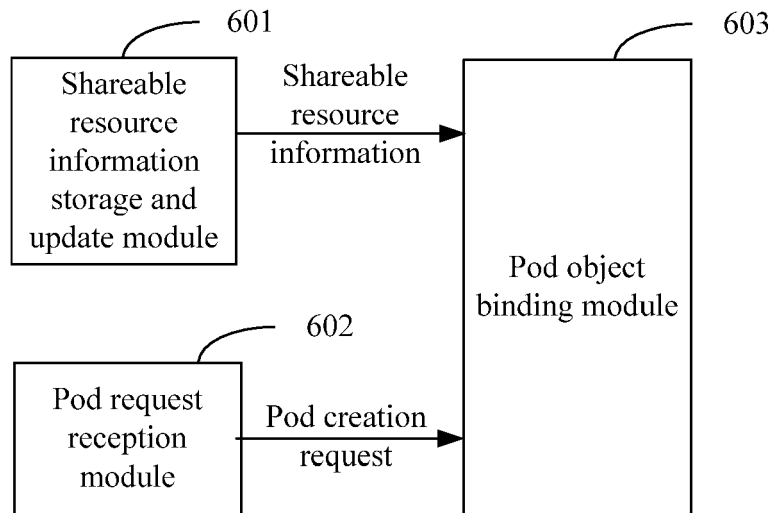 601
603
Shareable
resource
information
storage and
update module
Shareable
resource
information
Pod object
binding module
602
Pod request
reception
module
Pod creation
request